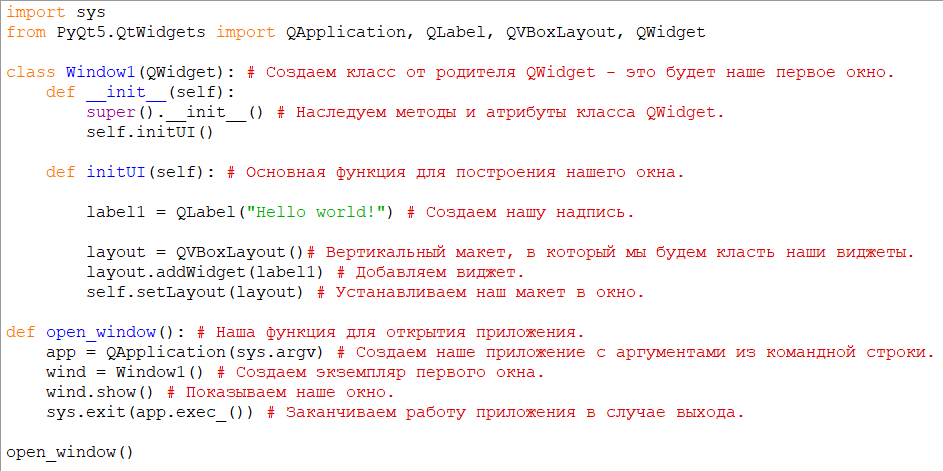 import sys
from PyQt5.QtWidgets import QApplication, QLabel, QVBoxLayout, QWidget

class Window1(QWidget): # Создаем класс от родителя QWidget - это будет наше первое окно.
    def __init__(self):
        super().__init__() # Наследуем методы и атрибуты класса QWidget.
        self.initUI()

    def initUI(self): # Основная функция для построения нашего окна.

        label1 = QLabel("Hello world!") # Создаем нашу надпись.

        layout = QVBoxLayout()# Вертикальный макет, в который мы будем класть наши виджеты.
        layout.addWidget(label1) # Добавляем виджет.
        self.setLayout(layout) # Устанавливаем наш макет в окно.

def open_window(): # Наша функция для открытия приложения.
    app = QApplication(sys.argv) # Создаем наше приложение с аргументами из командной строки.
    wind = Window1() # Создаем экземпляр первого окна.
    wind.show() # Показываем наше окно.
    sys.exit(app.exec_()) # Заканчиваем работу приложения в случае выхода.

open_window()